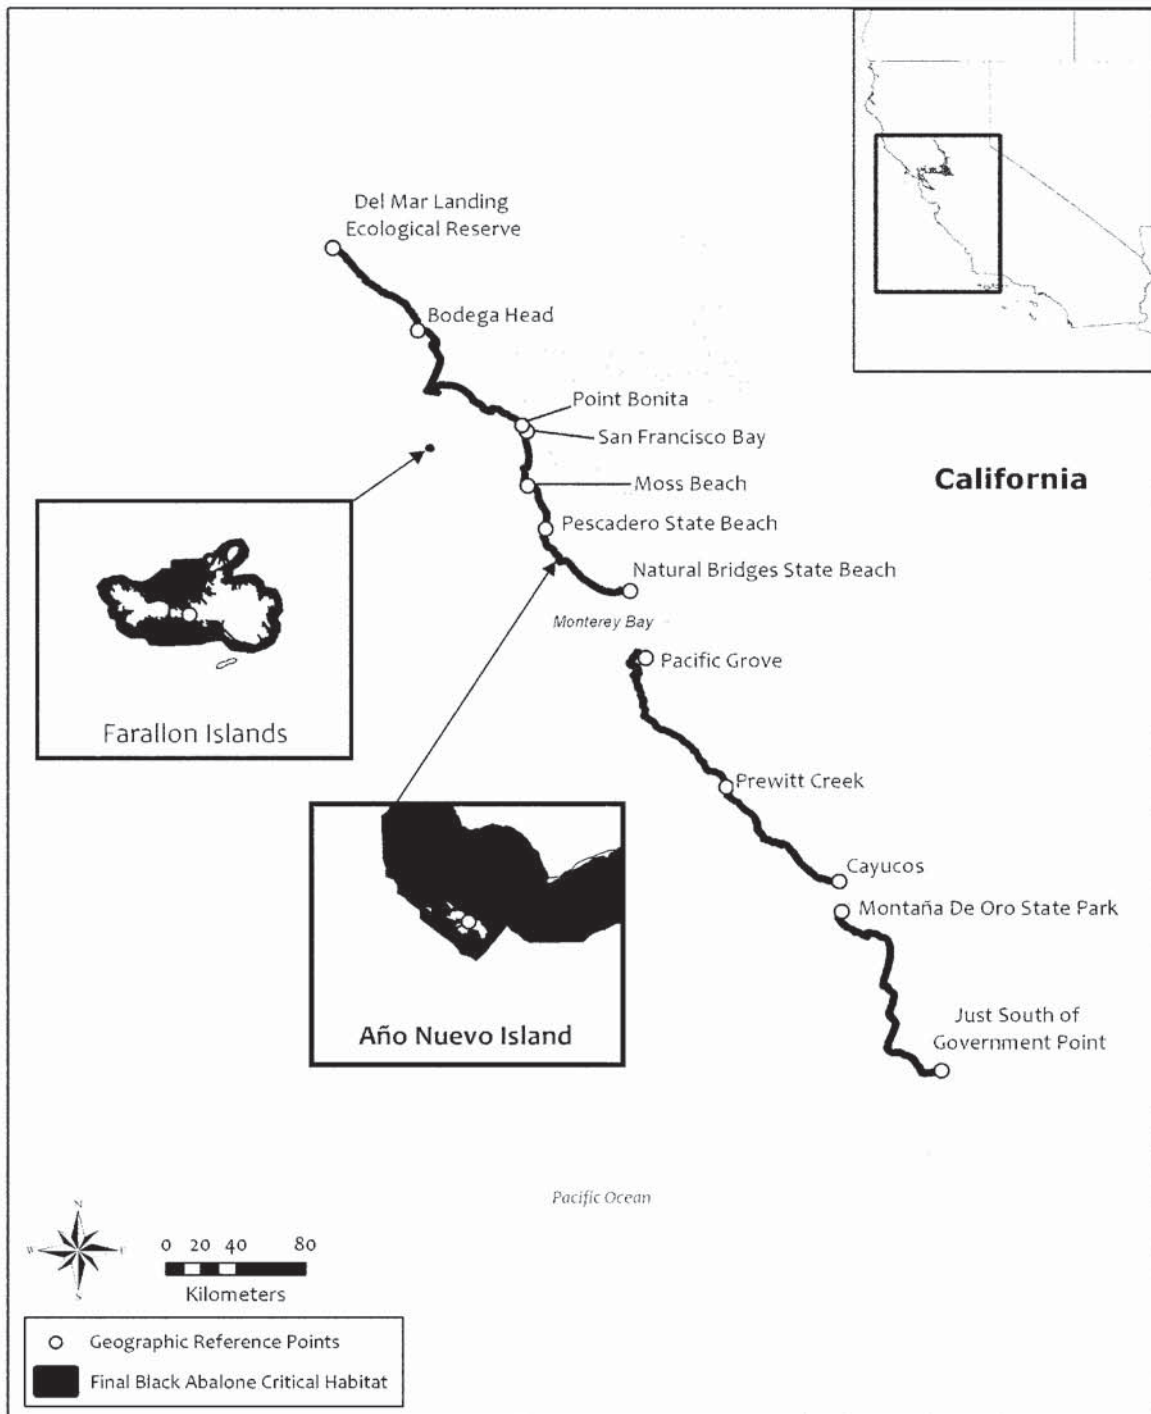 Del Mar Landing
Ecological Reserve
Bodega Head
Point Bonita
San Francisco Bay
California
Moss Beach
Pescadero State Beach
Natural Bridges State Beach
Monterey Bay
Pacific Grove
Farallon Islands
Prewitt Creek
Cayucos
Montaña De Oro State Park
Año Nuevo Island
Just South of
Government Point
Pacific Ocean
N
W E
S
0 20 40 80
Kilometers
Geographic Reference Points
Final Black Abalone Critical Habitat